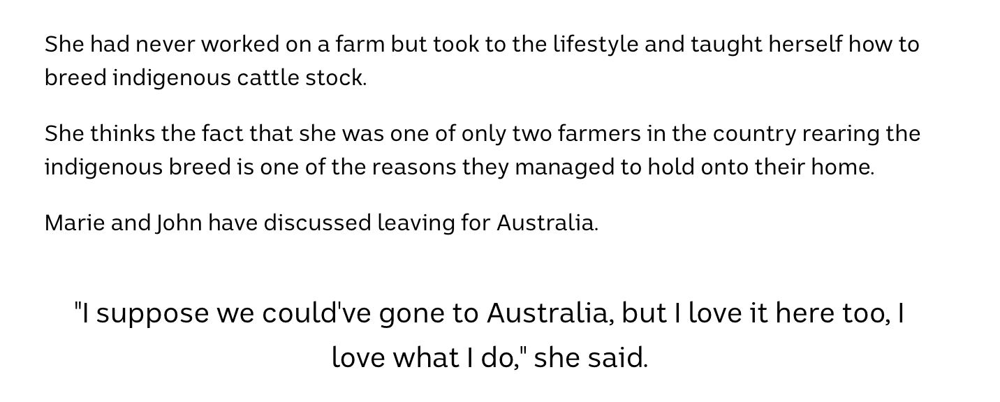 She had never worked on a farm but took to the lifestyle and taught herself how to
breed indigenous cattle stock.
She thinks the fact that she was one of only two farmers in the country rearing the
indigenous breed is one of the reasons they managed to hold onto their home.
Marie and John have discussed leaving for Australia.
"I suppose we could've gone to Australia, but I love it here too, I
love what I do," she said.